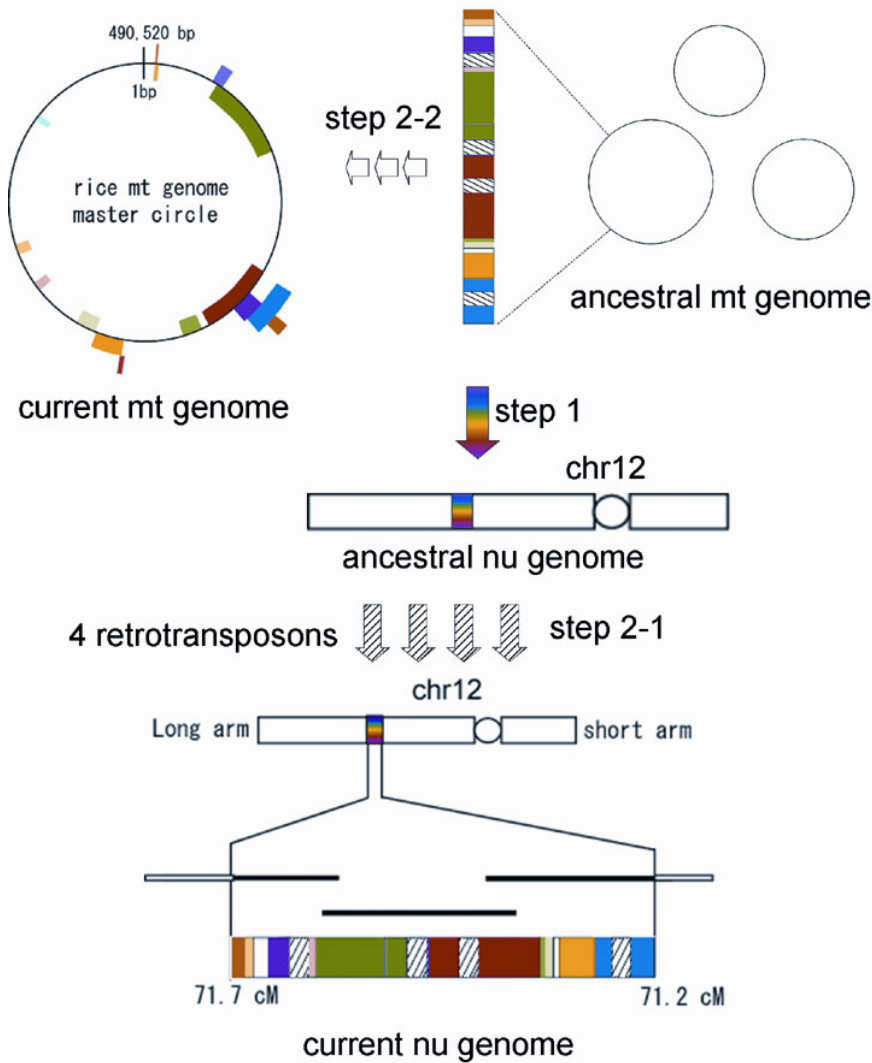 490,520 bp
1bp
rice mt genome
master circle
current mt genome
step 2-2
ancestral mt genome
step 1
chr12
ancestral nu genome
4 retrotransposons
step 2-1
chr12
Long arm
short arm
71.7 cM
71.2 cM
current nu genome